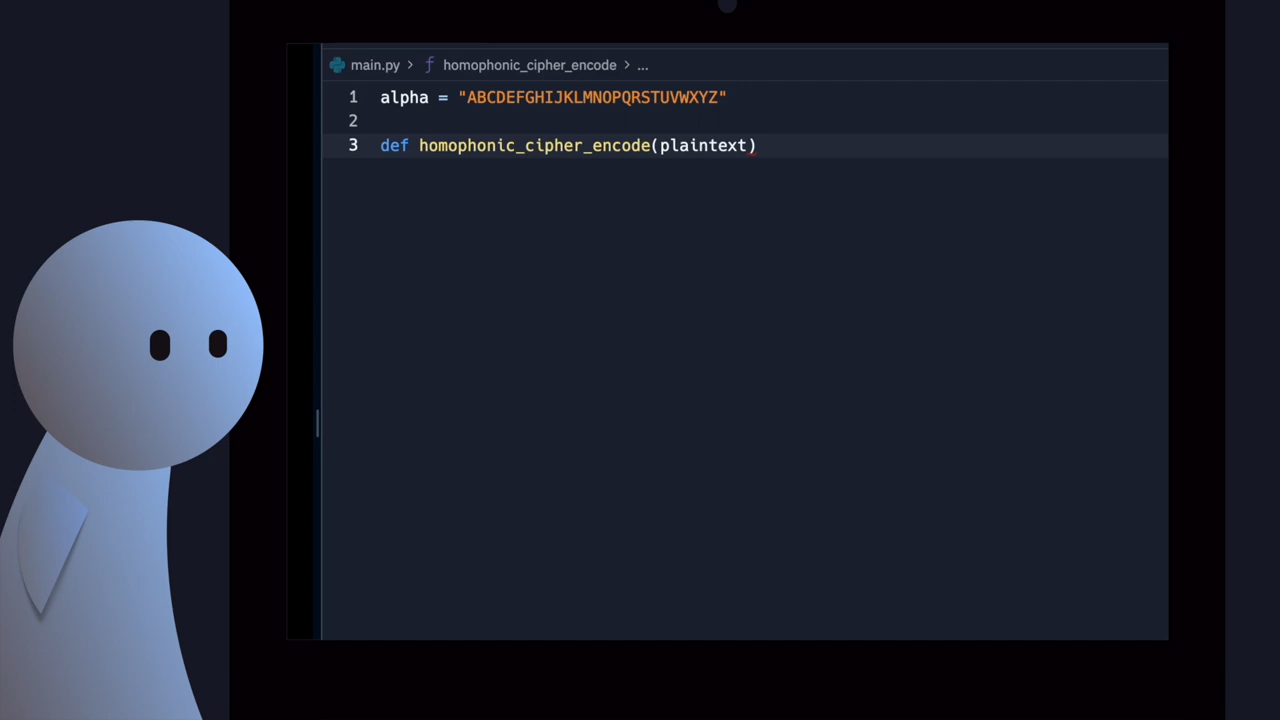 main.py > ƒ homophonic_cipher_encode > ...
1 alpha = "ABCDEFGHIJKLMNOPQRSTUVWXYZ"
2
3 def homophonic_cipher_encode(plaintext)